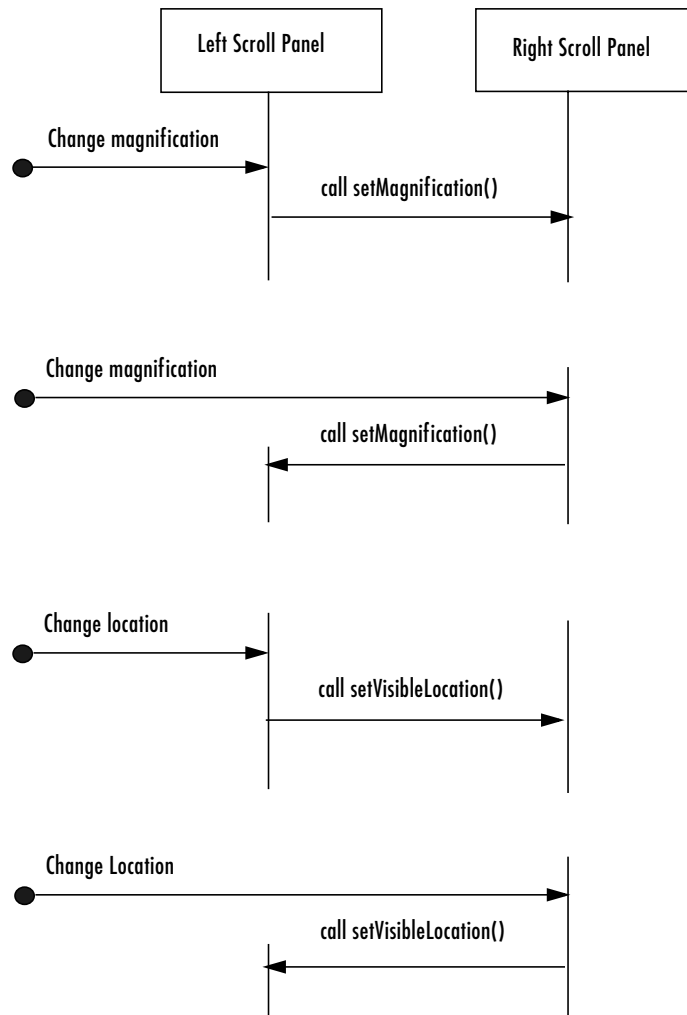 Left Scroll Panel
Right Scroll Panel
Change magnification
call setMagnification()
Change magnification
call setMagnification()
Change location
call setVisibleLocation()
Change Location
call setVisibleLocation()